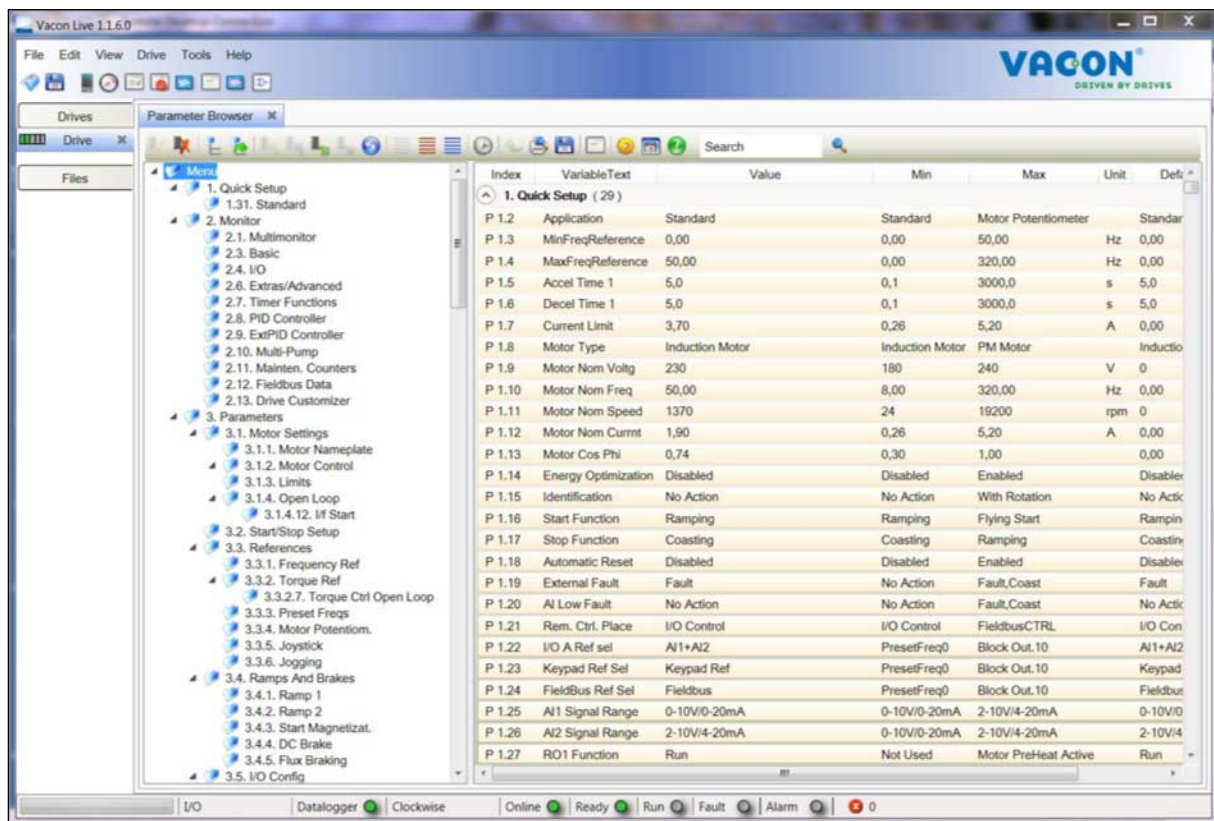 Vacon Live 1.1.6.0
File Edit View Drive Tools Help
VACON®
DRIVEN BY DRIVES
Drives
Drive
Files
Parameter Browser
Search
Menu
1. Quick Setup
1.31. Standard
2. Monitor
2.1. Multimonitor
2.3. Basic
2.4. I/O
2.6. Extras/Advanced
2.7. Timer Functions
2.8. PID Controller
2.9. ExtPID Controller
2.10. Multi-Pump
2.11. Mainten. Counters
2.12. Fieldbus Data
2.13. Drive Customizer
3. Parameters
3.1. Motor Settings
3.1.1. Motor Nameplate
3.1.2. Motor Control
3.1.3. Limits
3.1.4. Open Loop
3.1.4.12. I/f Start
3.2. Start/Stop Setup
3.3. References
3.3.1. Frequency Ref
3.3.2. Torque Ref
3.3.2.7. Torque Ctrl Open Loop
3.3.3. Preset Freqs
3.3.4. Motor Potentiom.
3.3.5. Joystick
3.3.6. Jogging
3.4. Ramps And Brakes
3.4.1. Ramp 1
3.4.2. Ramp 2
3.4.3. Start Magnetizat.
3.4.4. DC Brake
3.4.5. Flux Braking
3.5. I/O Config
Index VariableText Value Min Max Unit Defa
1. Quick Setup (29)
P 1.2 Application Standard Standard Motor Potentiometer Standar
P 1.3 MinFreqReference 0,00 0,00 50,00 Hz 0,00
P 1.4 MaxFreqReference 50,00 0,00 320,00 Hz 0,00
P 1.5 Accel Time 1 5,0 0,1 3000,0 s 5,0
P 1.6 Decel Time 1 5,0 0,1 3000,0 s 5,0
P 1.7 Current Limit 3,70 0,26 5,20 A 0,00
P 1.8 Motor Type Induction Motor Induction Motor PM Motor Inductio
P 1.9 Motor Nom Voltg 230 180 240 V 0
P 1.10 Motor Nom Freq 50,00 8,00 320,00 Hz 0,00
P 1.11 Motor Nom Speed 1370 24 19200 rpm 0
P 1.12 Motor Nom Currnt 1,90 0,26 5,20 A 0,00
P 1.13 Motor Cos Phi 0,74 0,30 1,00 0,00
P 1.14 Energy Optimization Disabled Disabled Enabled Disable
P 1.15 Identification No Action No Action With Rotation No Actic
P 1.16 Start Function Ramping Ramping Flying Start Rampin
P 1.17 Stop Function Coasting Coasting Ramping Coastin
P 1.18 Automatic Reset Disabled Disabled Enabled Disable
P 1.19 External Fault Fault No Action Fault,Coast Fault
P 1.20 AI Low Fault No Action No Action Fault,Coast No Actic
P 1.21 Rem. Ctrl. Place I/O Control I/O Control FieldbusCTRL I/O Con
P 1.22 I/O A Ref sel AI1+AI2 PresetFreq0 Block Out.10 AI1+AI2
P 1.23 Keypad Ref Sel Keypad Ref PresetFreq0 Block Out.10 Keypad
P 1.24 FieldBus Ref Sel Fieldbus PresetFreq0 Block Out.10 Fieldbus
P 1.25 AI1 Signal Range 0-10V/0-20mA 0-10V/0-20mA 2-10V/4-20mA 0-10V/0
P 1.26 AI2 Signal Range 2-10V/4-20mA 0-10V/0-20mA 2-10V/4-20mA 2-10V/4
P 1.27 RO1 Function Run Not Used Motor PreHeat Active Run
I/O Datalogger Clockwise Online Ready Run Fault Alarm 0